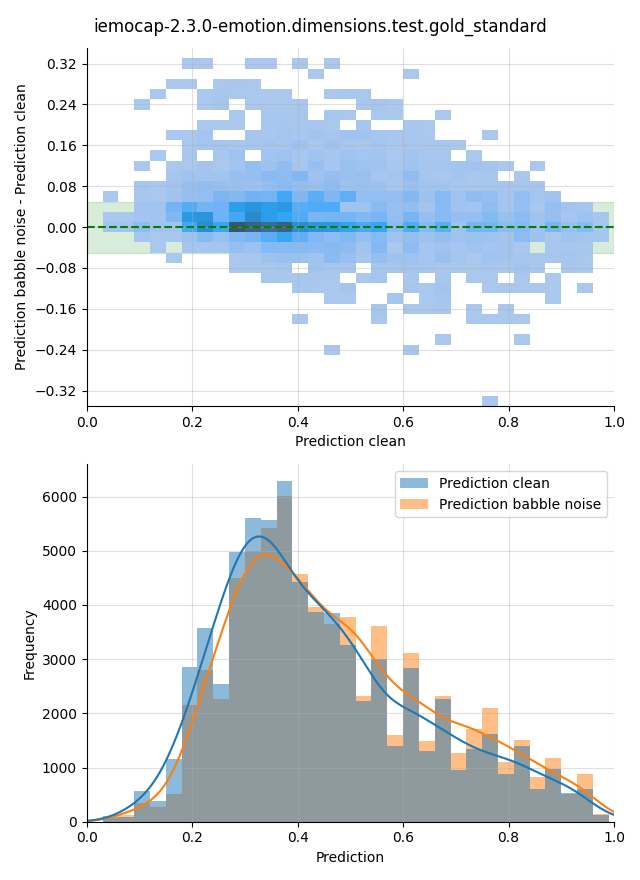 iemocap-2.3.0-emotion.dimensions.test.gold_standard
Prediction babble noise - Prediction clean
0.32
0.24
0.16
0.08
0.00
−0.08
−0.16
−0.24
−0.32
0.0 0.2 0.4 0.6 0.8 1.0
Prediction clean
Prediction clean
Prediction babble noise
Frequency
6000
5000
4000
3000
2000
1000
0
0.0 0.2 0.4 0.6 0.8 1.0
Prediction